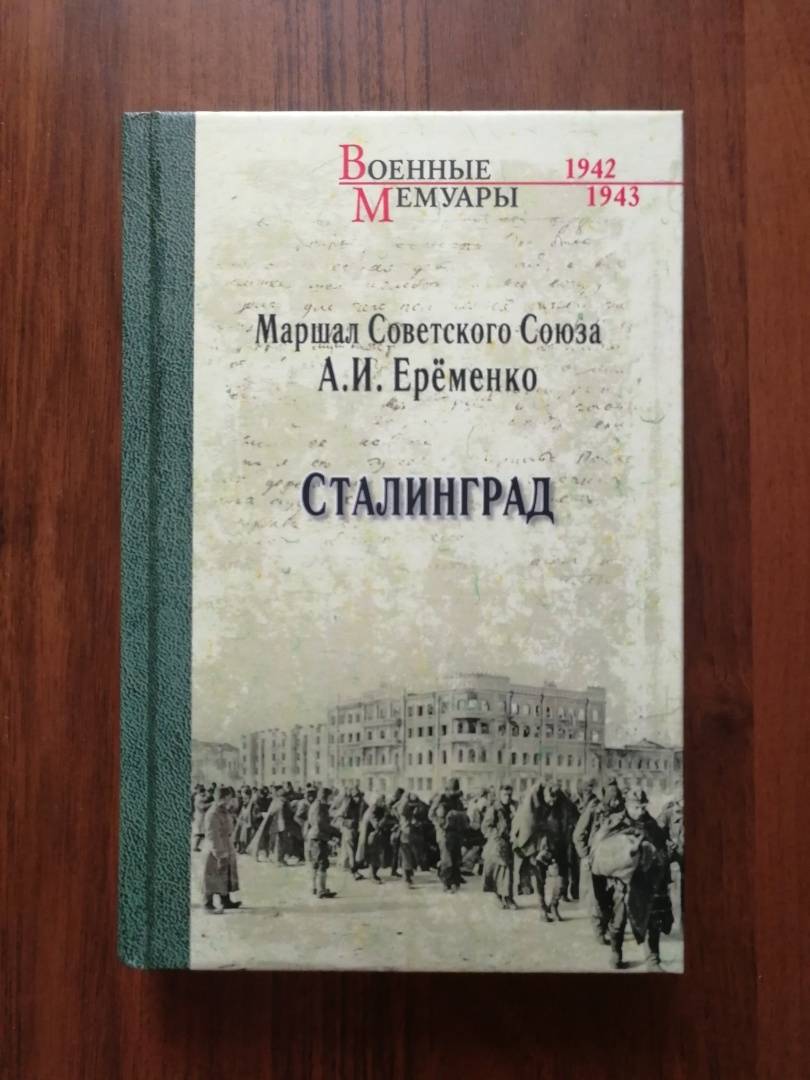 Военные 1942
Мемуары 1943
Маршал Советского Союза
А.И. Ерёменко
Сталинград